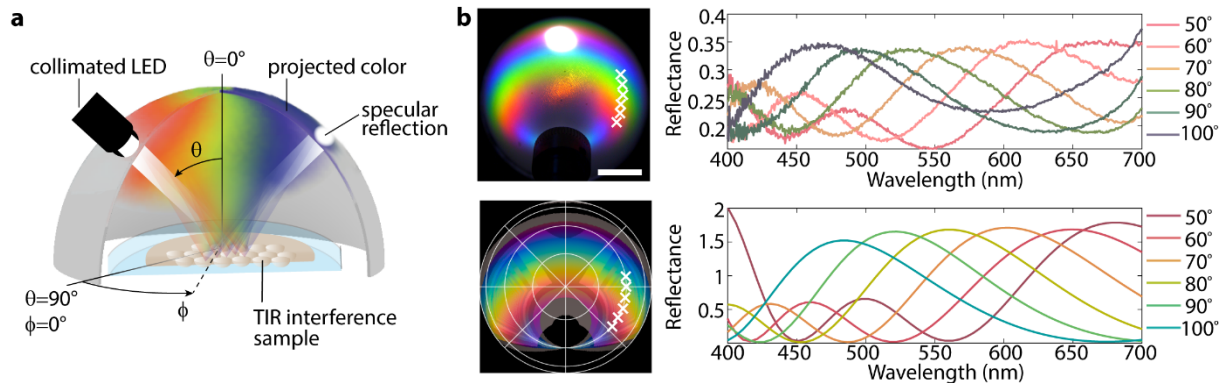 a
θ=0°
collimated LED
projected color
specular
reflection
θ
θ=90°
ϕ=0°
ϕ
TIR interference
sample
b
0.4
0.35
0.3
0.25
0.2
Reflectance
400
450
500
550
600
650
700
Wavelength (nm)
50°
60°
70°
80°
90°
100°
2
1.5
1
0.5
Reflectance
400
450
500
550
600
650
700
Wavelength (nm)
50°
60°
70°
80°
90°
100°